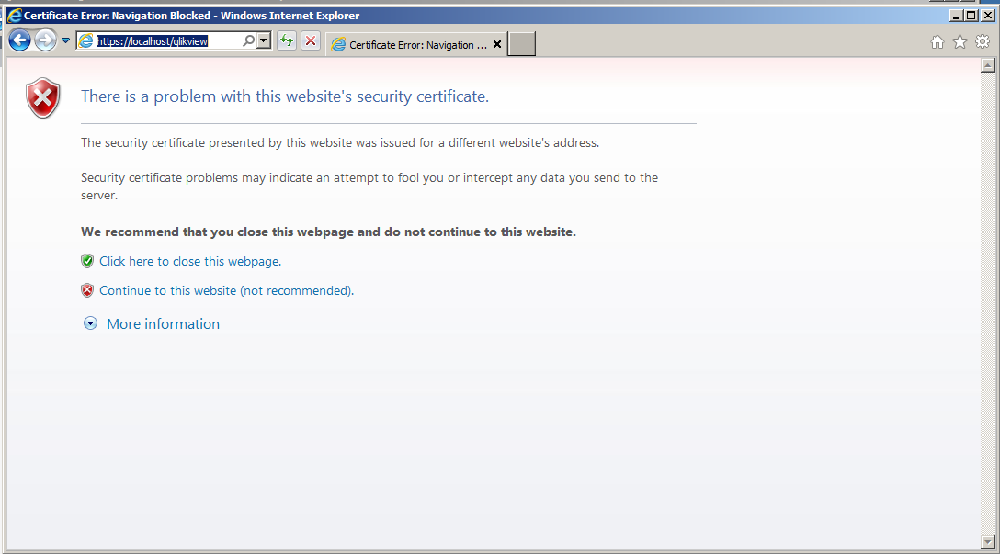 Certificate Error: Navigation Blocked - Windows Internet Explorer
https://localhost/qlikview
Certificate Error: Navigation ...
There is a problem with this website's security certificate.
The security certificate presented by this website was issued for a different website's address.
Security certificate problems may indicate an attempt to fool you or intercept any data you send to the
server.
We recommend that you close this webpage and do not continue to this website.
Click here to close this webpage.
Continue to this website (not recommended).
More information